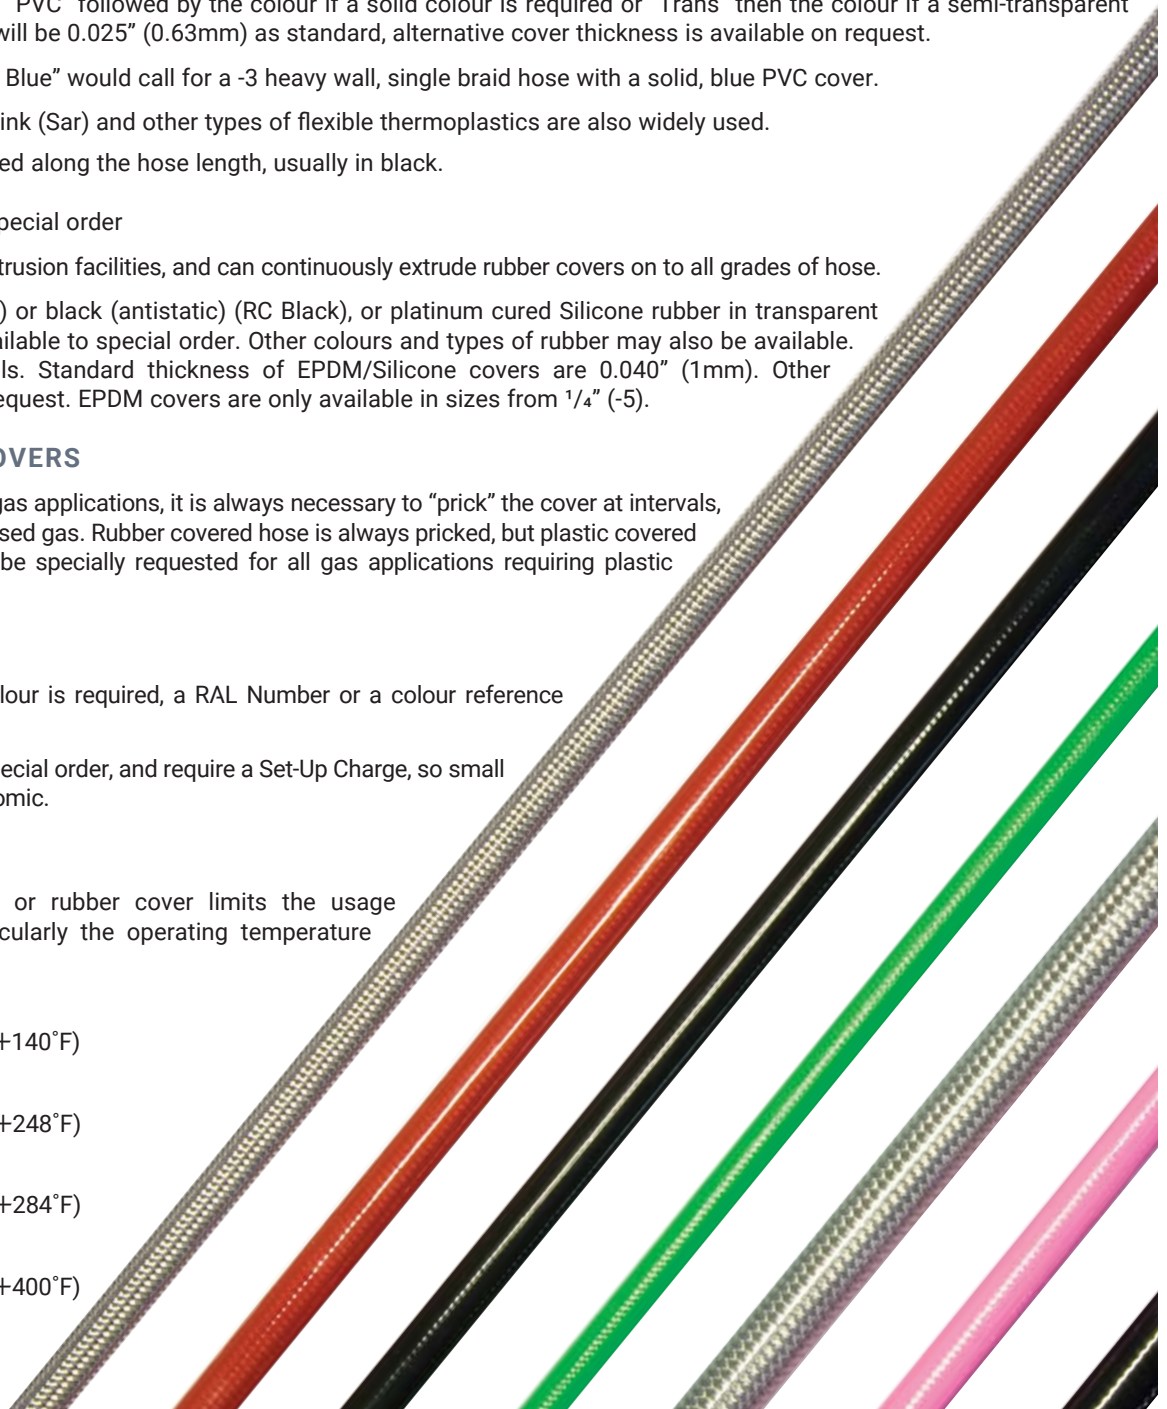 “PVC” followed by the colour if a solid colour is required or “Trans” then the colour if a semi-transparent
will be 0.025” (0.63mm) as standard, alternative cover thickness is available on request.
Blue” would call for a -3 heavy wall, single braid hose with a solid, blue PVC cover.
ink (Sar) and other types of flexible thermoplastics are also widely used.
ed along the hose length, usually in black.
pecial order
trusion facilities, and can continuously extrude rubber covers on to all grades of hose.
) or black (antistatic) (RC Black), or platinum cured Silicone rubber in transparent
ailable to special order. Other colours and types of rubber may also be available.
ls. Standard thickness of EPDM/Silicone covers are 0.040” (1mm). Other
equest. EPDM covers are only available in sizes from ¹/₄” (-5).
OVERS
gas applications, it is always necessary to “prick” the cover at intervals,
sed gas. Rubber covered hose is always pricked, but plastic covered
be specially requested for all gas applications requiring plastic
lour is required, a RAL Number or a colour reference
ecial order, and require a Set-Up Charge, so small
omic.
or rubber cover limits the usage
cularly the operating temperature
+140˚F)
+248˚F)
+284˚F)
+400˚F)